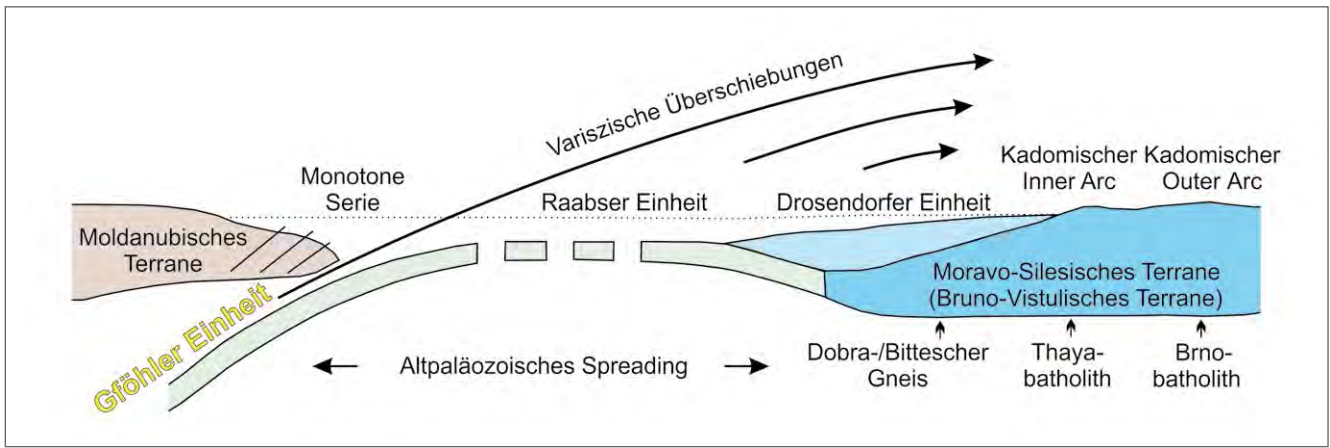 Variszische Überschiebungen
Monotone
Serie
Raabser Einheit
Drosendorfer Einheit
Kadomischer
Inner Arc
Kadomischer
Outer Arc
Moldanubisches
Terrane
Moravo-Silesisches Terrane
(Bruno-Vistulisches Terrane)
Gföhler Einheit
Altpaläozoisches Spreading
Dobra-/Bittescher
Gneis
Thaya-
batholith
Brno-
batholith